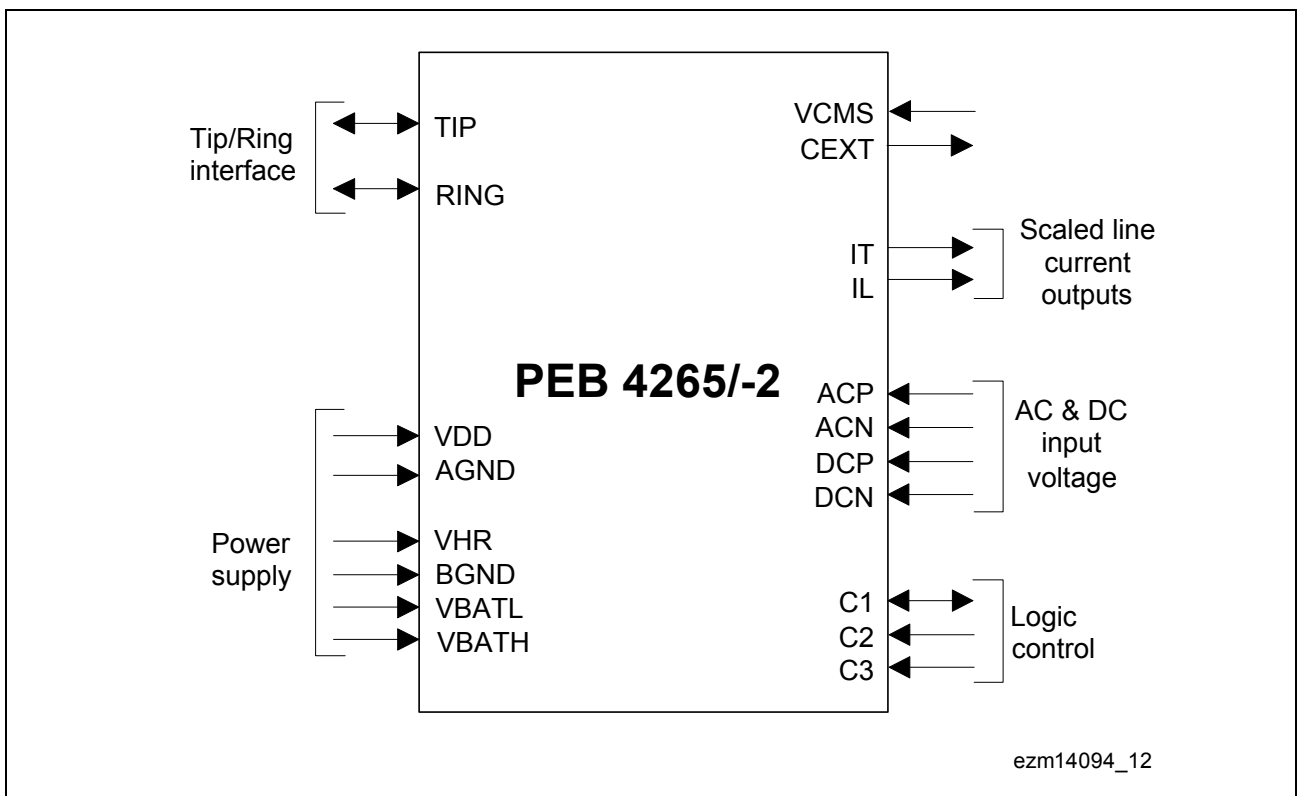 Tip/Ring
interface
TIP
RING
VCMS
CEXT
IT
IL
Scaled line
current
outputs
PEB 4265/-2
Power
supply
VDD
AGND
VHR
BGND
VBATL
VBATH
ACP
ACN
DCP
DCN
AC & DC
input
voltage
C1
C2
C3
Logic
control
ezm14094_12